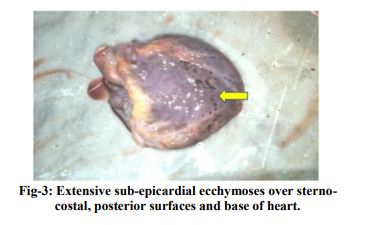 Fig-3: Extensive sub-epicardial ecchymoses over sterno-
costal, posterior surfaces and base of heart.